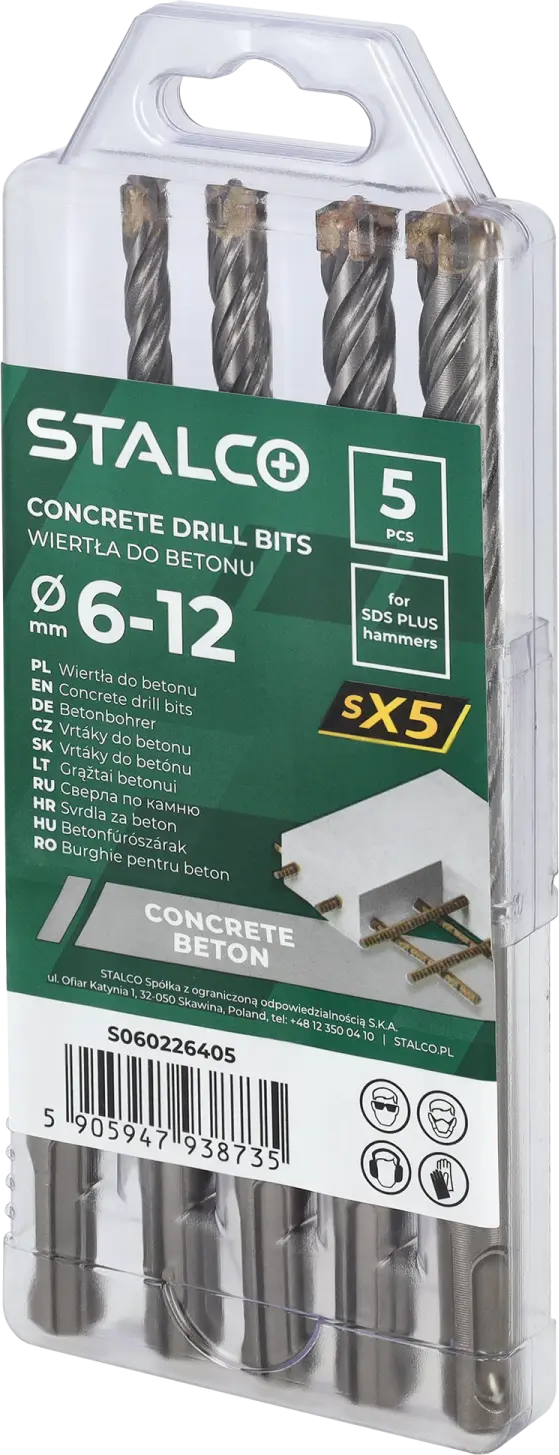 STALCO
CONCRETE DRILL BITS
WIERTŁA DO BETONU
Ø mm 6-12
5
PCS
for
SDS PLUS
hammers
sX5
PL Wiertła do betonu
EN Concrete drill bits
DE Betonbohrer
CZ Vrtáky do betonu
SK Vrtáky do betónu
LT Grąžtai betonui
RU Сверла по камню
HR Svrdla za beton
HU Betonfúrószárak
RO Burghie pentru beton
CONCRETE
BETON
STALCO Spółka z ograniczoną odpowiedzialnością S.K.A.
ul. Ofiar Katynia 1, 32-050 Skawina, Poland, tel.: +48 12 350 04 10 | STALCO.PL
S060226405
5 905947 938735